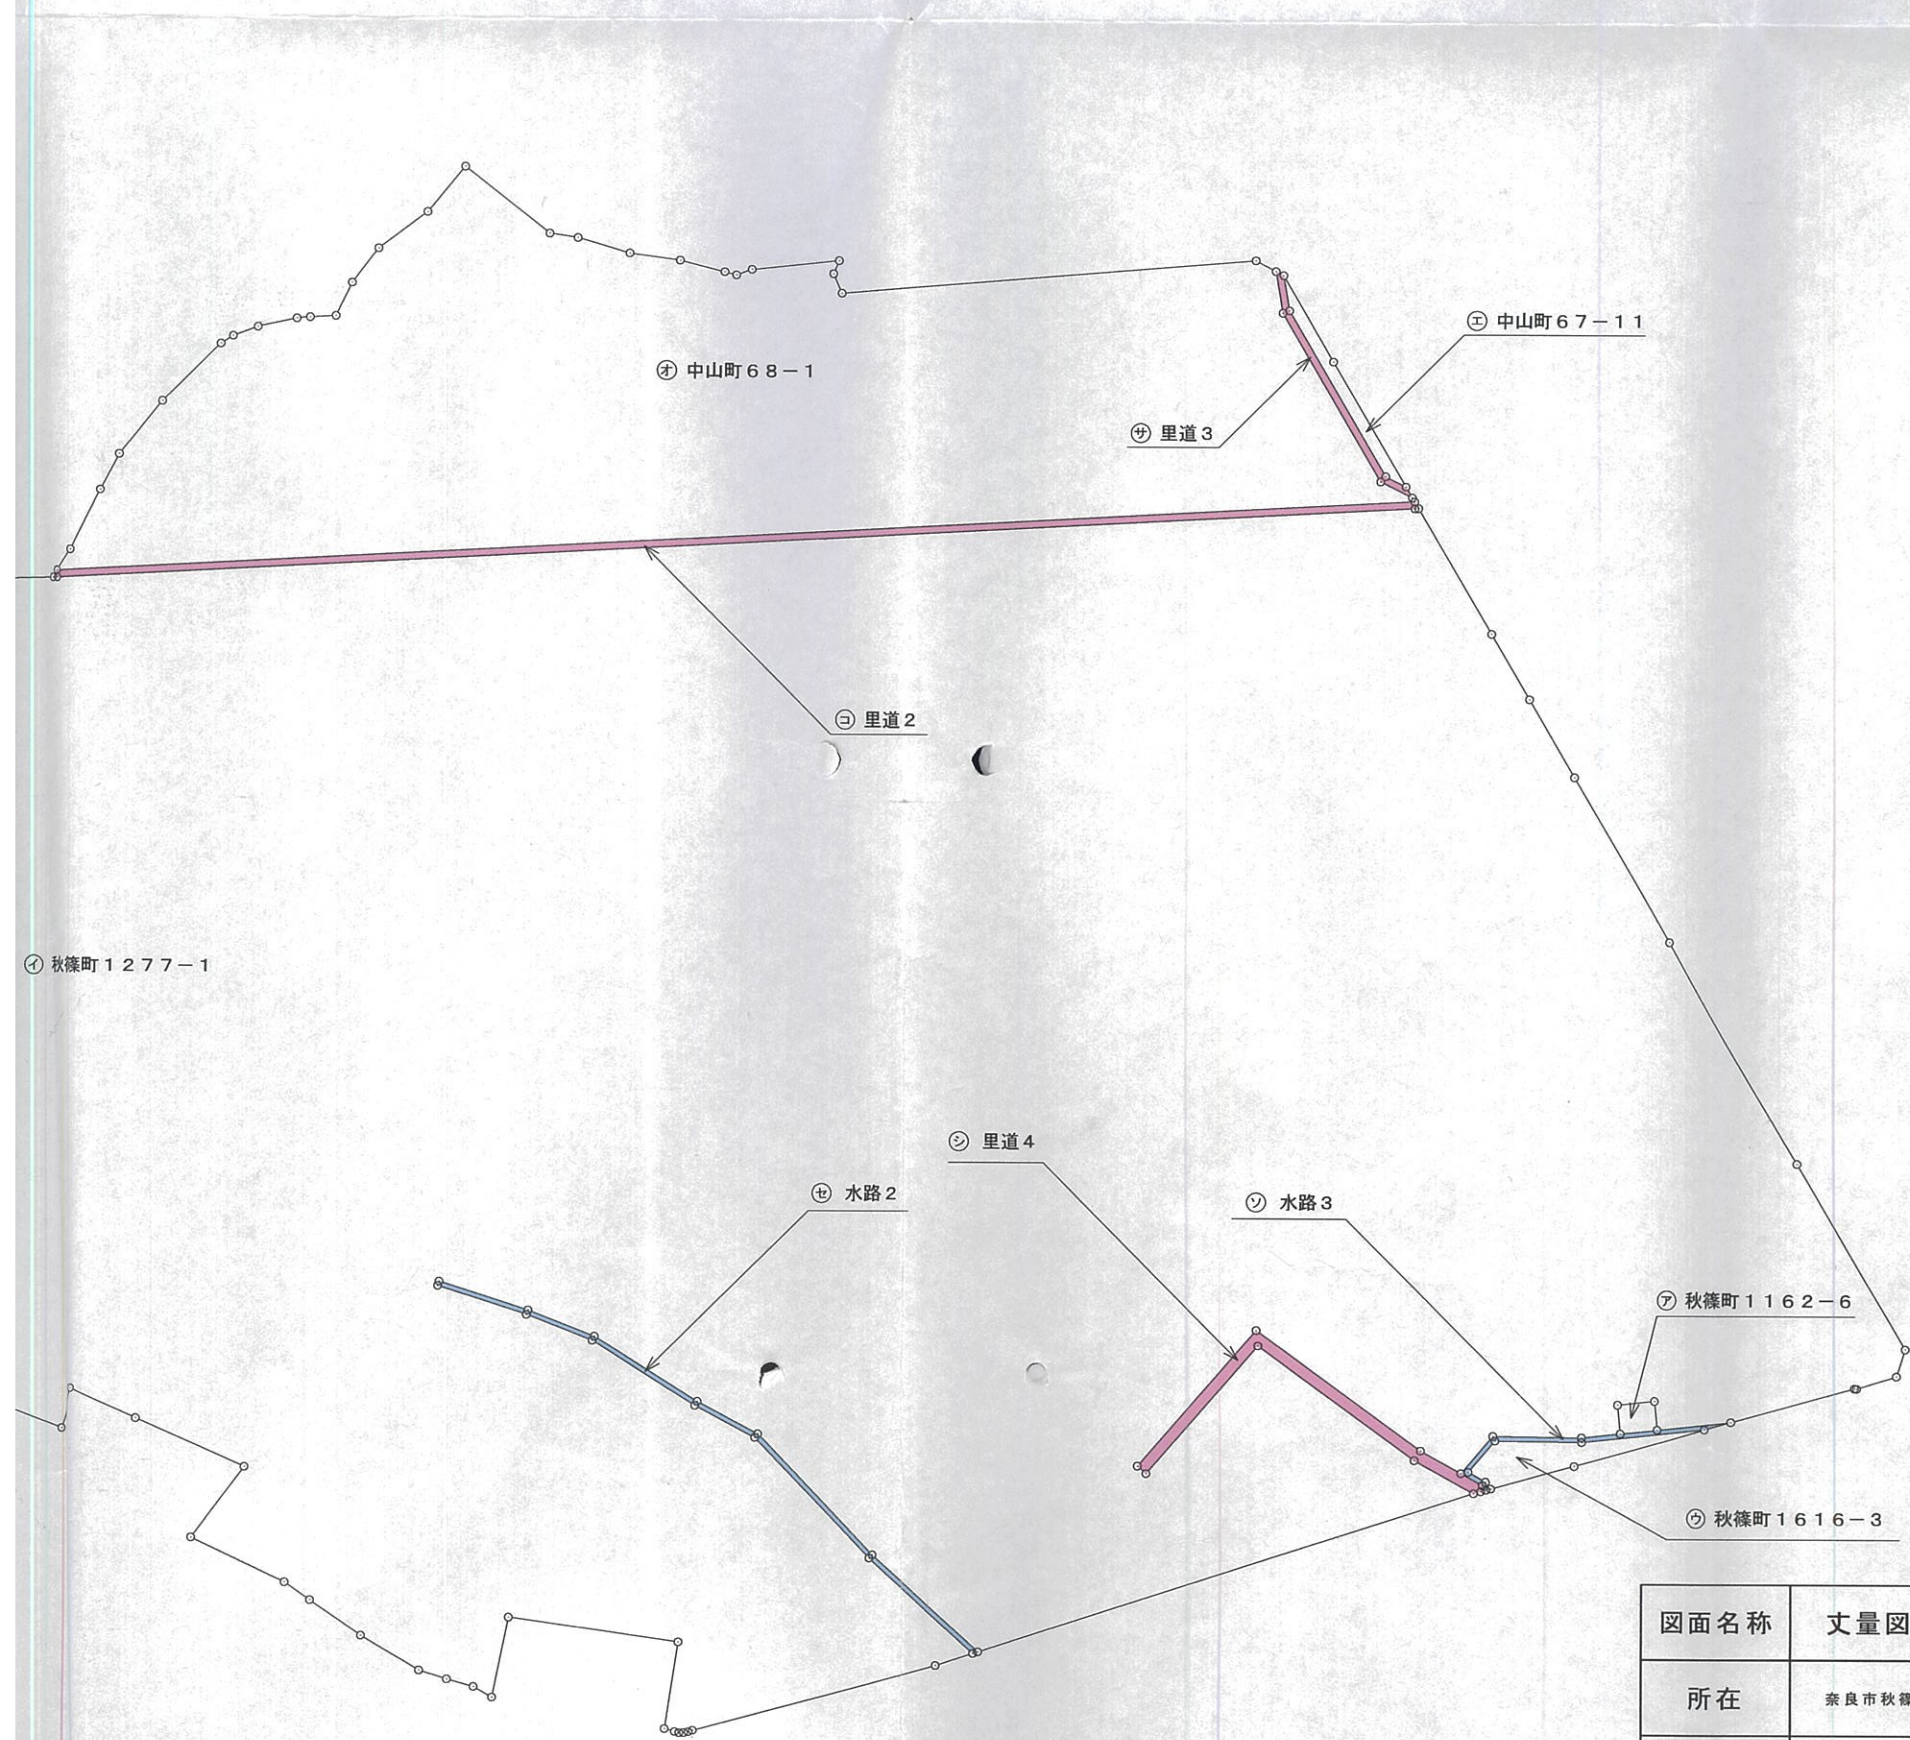 ㋓ 中山町６７－１１
㋔ 中山町６８－１
㋚ 里道３
㋙ 里道２
㋑ 秋篠町１２７７－１
㋛ 里道４
㋝ 水路２
㋞ 水路３
㋐ 秋篠町１１６２－６
㋒ 秋篠町１６１６－３
図面名称 丈量図
所在 奈良市秋篠